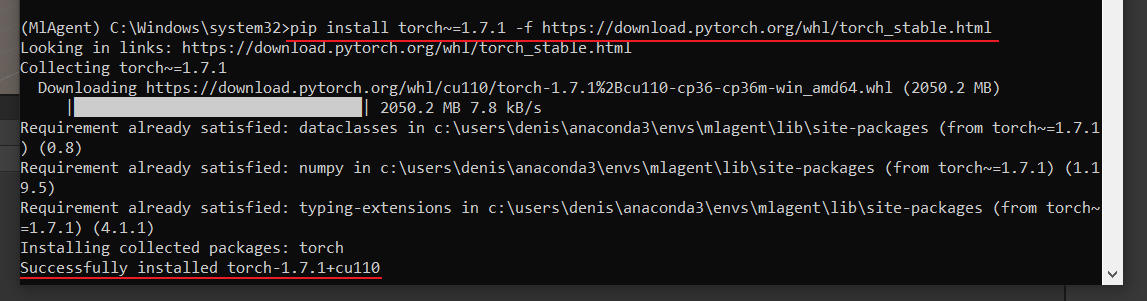 (MlAgent) C:\Windows\system32>pip install torch~=1.7.1 -f https://download.pytorch.org/whl/torch_stable.html
Looking in links: https://download.pytorch.org/whl/torch_stable.html
Collecting torch~=1.7.1
  Downloading https://download.pytorch.org/whl/cu110/torch-1.7.1%2Bcu110-cp36-cp36m-win_amd64.whl (2050.2 MB)
     |████████████████████████████████| 2050.2 MB 7.8 kB/s
Requirement already satisfied: dataclasses in c:\users\denis\anaconda3\envs\mlagent\lib\site-packages (from torch~=1.7.1
) (0.8)
Requirement already satisfied: numpy in c:\users\denis\anaconda3\envs\mlagent\lib\site-packages (from torch~=1.7.1) (1.1
9.5)
Requirement already satisfied: typing-extensions in c:\users\denis\anaconda3\envs\mlagent\lib\site-packages (from torch~
=1.7.1) (4.1.1)
Installing collected packages: torch
Successfully installed torch-1.7.1+cu110